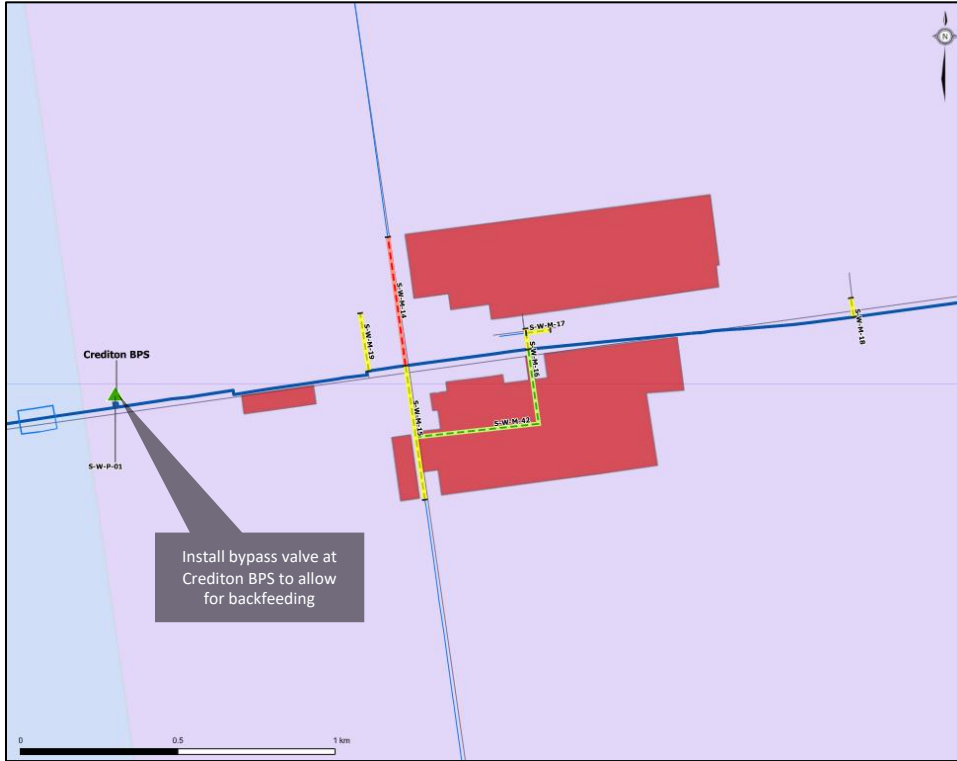 N
S-W-M-14
S-W-M-19
S-W-M-17
S-W-M-18
S-W-M-16
Crediton BPS
S-W-M-15
S-W-M-42
S-W-P-01
Install bypass valve at
Crediton BPS to allow
for backfeeding
0 0.5 1 km